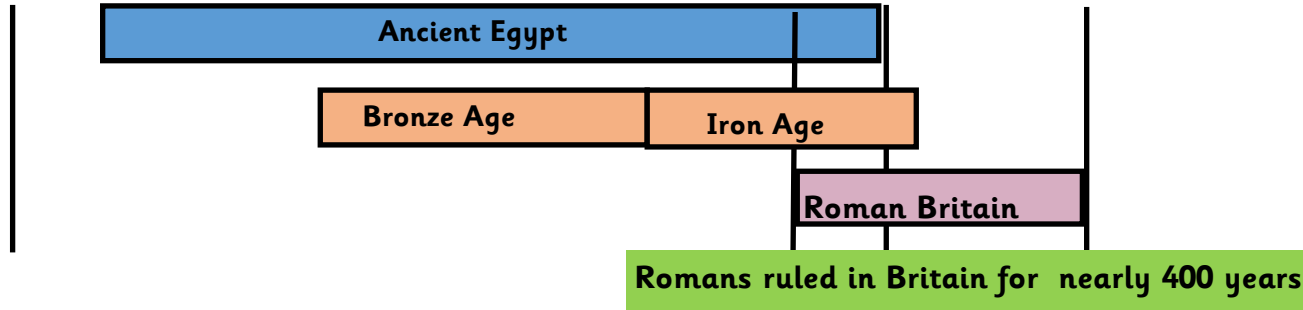 Ancient Egypt
Bronze Age
Iron Age
Roman Britain
Romans ruled in Britain for nearly 400 years